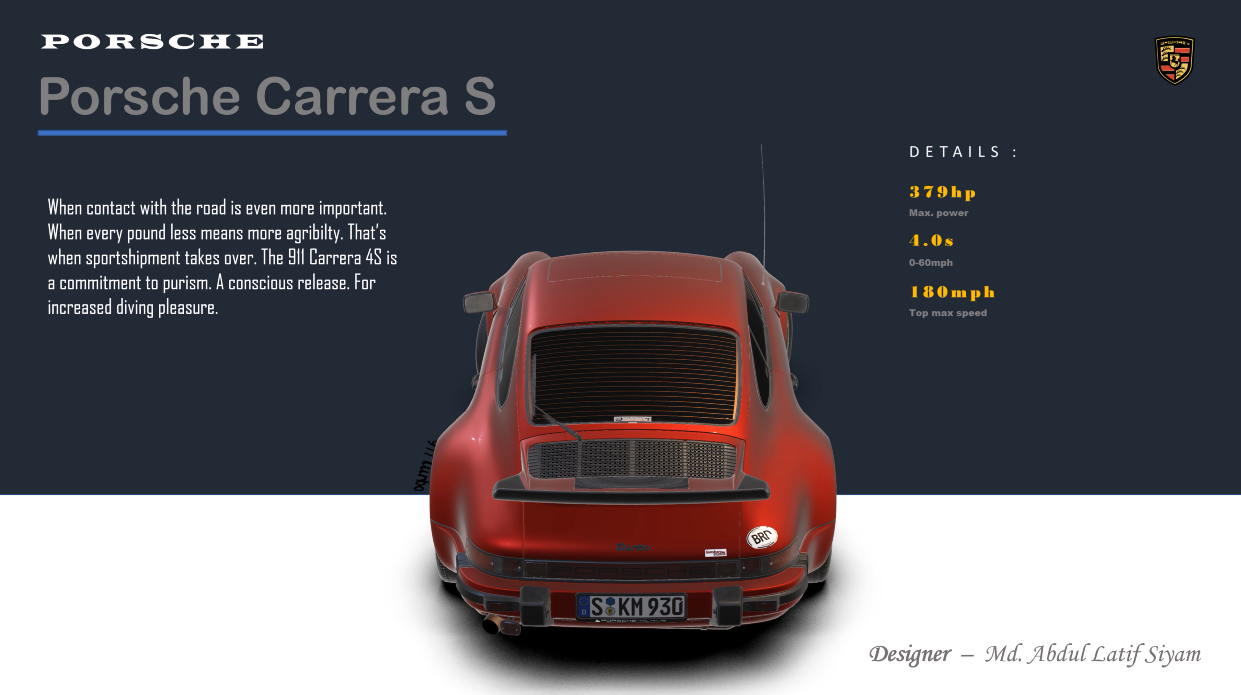 PORSCHE
Porsche Carrera S
DETAILS :
When contact with the road is even more important.
When every pound less means more agribilty. That's
when sportshipment takes over. The 911 Carrera 4S is
a commitment to purism. A conscious release. For
increased diving pleasure.
379hp
Max. power
4.0s
0-60mph
180mph
Top max speed
BRD
PORSCHE
S KM 930
D
Designer – Md. Abdul Latif Siyam